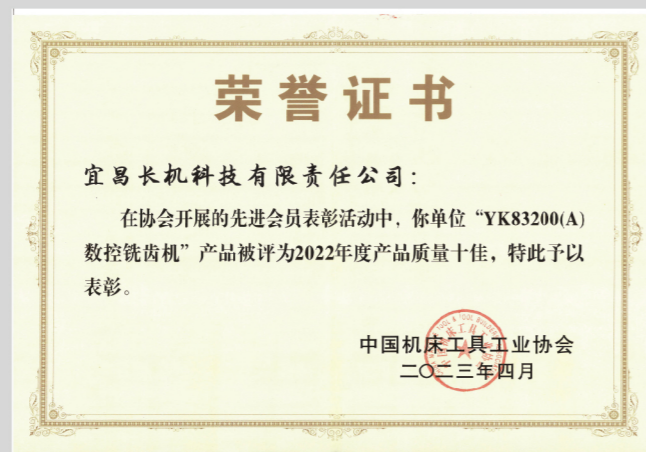 荣誉证书
宜昌长机科技有限责任公司：
在协会开展的先进会员表彰活动中，你单位“YK83200(A)
数控铣齿机”产品被评为2022年度产品质量十佳，特此予以
表彰。
中国机床工具工业协会
二〇二三年四月